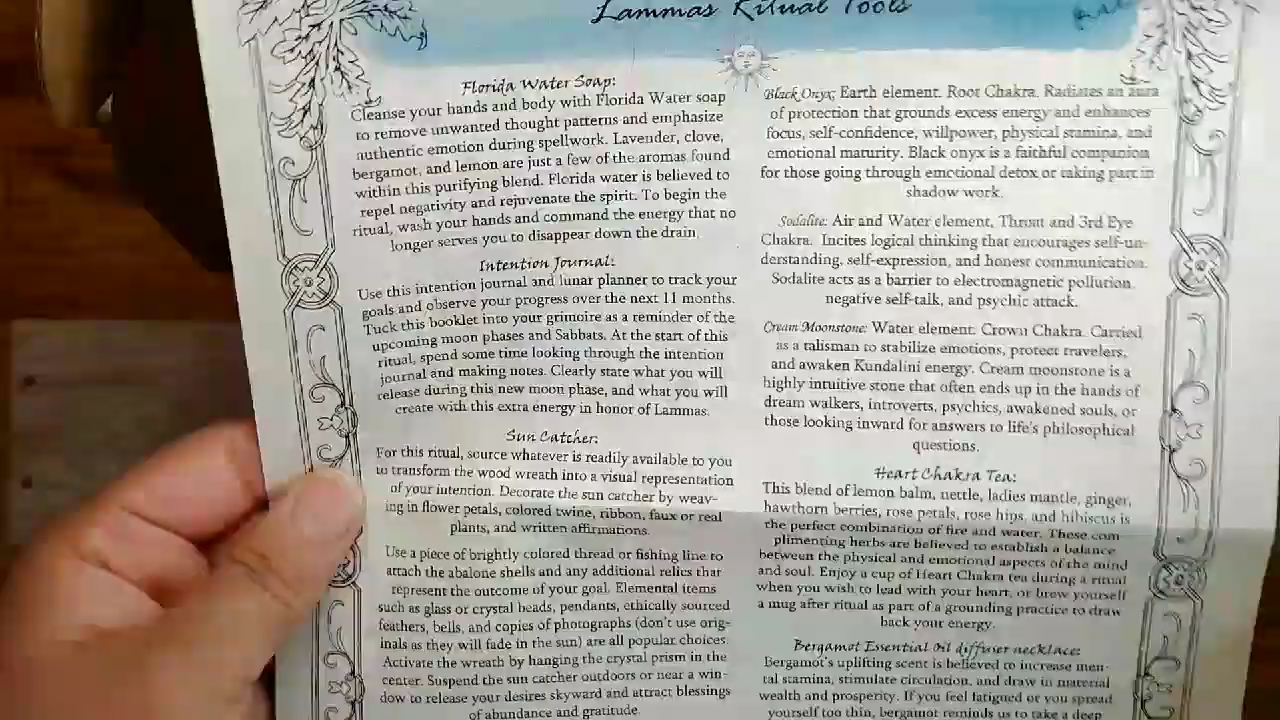 Lammas Ritual Tools
Florida Water Soap:
Cleanse your hands and body with Florida Water soap
to remove unwanted thought patterns and emphasize
authentic emotion during spellwork. Lavender, clove,
bergamot, and lemon are just a few of the aromas found
within this purifying blend. Florida water is believed to
repel negativity and rejuvenate the spirit. To begin the
ritual, wash your hands and command the energy that no
longer serves you to disappear down the drain.
Intention Journal:
Use this intention journal and lunar planner to track your
goals and observe your progress over the next 11 months.
Tuck this booklet into your grimoire as a reminder of the
upcoming moon phases and Sabbats. At the start of this
ritual, spend some time looking through the intention
journal and making notes. Clearly state what you will
release during this new moon phase, and what you will
create with this extra energy in honor of Lammas.
Sun Catcher:
For this ritual, source whatever is readily available to you
to transform the wood wreath into a visual representation
of your intention. Decorate the sun catcher by weav-
ing in flower petals, colored twine, ribbon, faux or real
plants, and written affirmations.
Use a piece of brightly colored thread or fishing line to
attach the abalone shells and any additional relics that
represent the outcome of your goal. Elemental items
such as glass or crystal beads, pendants, ethically sourced
feathers, bells, and copies of photographs (don't use orig-
inals as they will fade in the sun) are all popular choices.
Activate the wreath by hanging the crystal prism in the
center. Suspend the sun catcher outdoors or near a win-
dow to release your desires skyward and attract blessings
of abundance and gratitude.
Black Onyx: Earth element. Root Chakra. Radiates an aura
of protection that grounds excess energy and enhances
focus, self-confidence, willpower, physical stamina, and
emotional maturity. Black onyx is a faithful companion
for those going through emotional detox or taking part in
shadow work.
Sodalite: Air and Water element, Throat and 3rd Eye
Chakra. Incites logical thinking that encourages self-un-
derstanding, self-expression, and honest communication.
Sodalite acts as a barrier to electromagnetic pollution,
negative self-talk, and psychic attack.
Cream Moonstone: Water element. Crown Chakra. Carried
as a talisman to stabilize emotions, protect travelers,
and awaken Kundalini energy. Cream moonstone is a
highly intuitive stone that often ends up in the hands of
dream walkers, introverts, psychics, awakened souls, or
those looking inward for answers to life's philosophical
questions.
Heart Chakra Tea:
This blend of lemon balm, nettle, ladies mantle, ginger,
hawthorn berries, rose petals, rose hips, and hibiscus is
the perfect combination of fire and water. These com
plimenting herbs are believed to establish a balance
between the physical and emotional aspects of the mind
and soul. Enjoy a cup of Heart Chakra tea during a ritual
when you wish to lead with your heart, or brew yourself
a mug after ritual as part of a grounding practice to draw
back your energy.
Bergamot Essential Oil diffuser necklace:
Bergamot's uplifting scent is believed to increase men-
tal stamina, stimulate circulation, and draw in material
wealth and prosperity. If you feel fatigued or you spread
yourself too thin, bergamot reminds us to take a deep